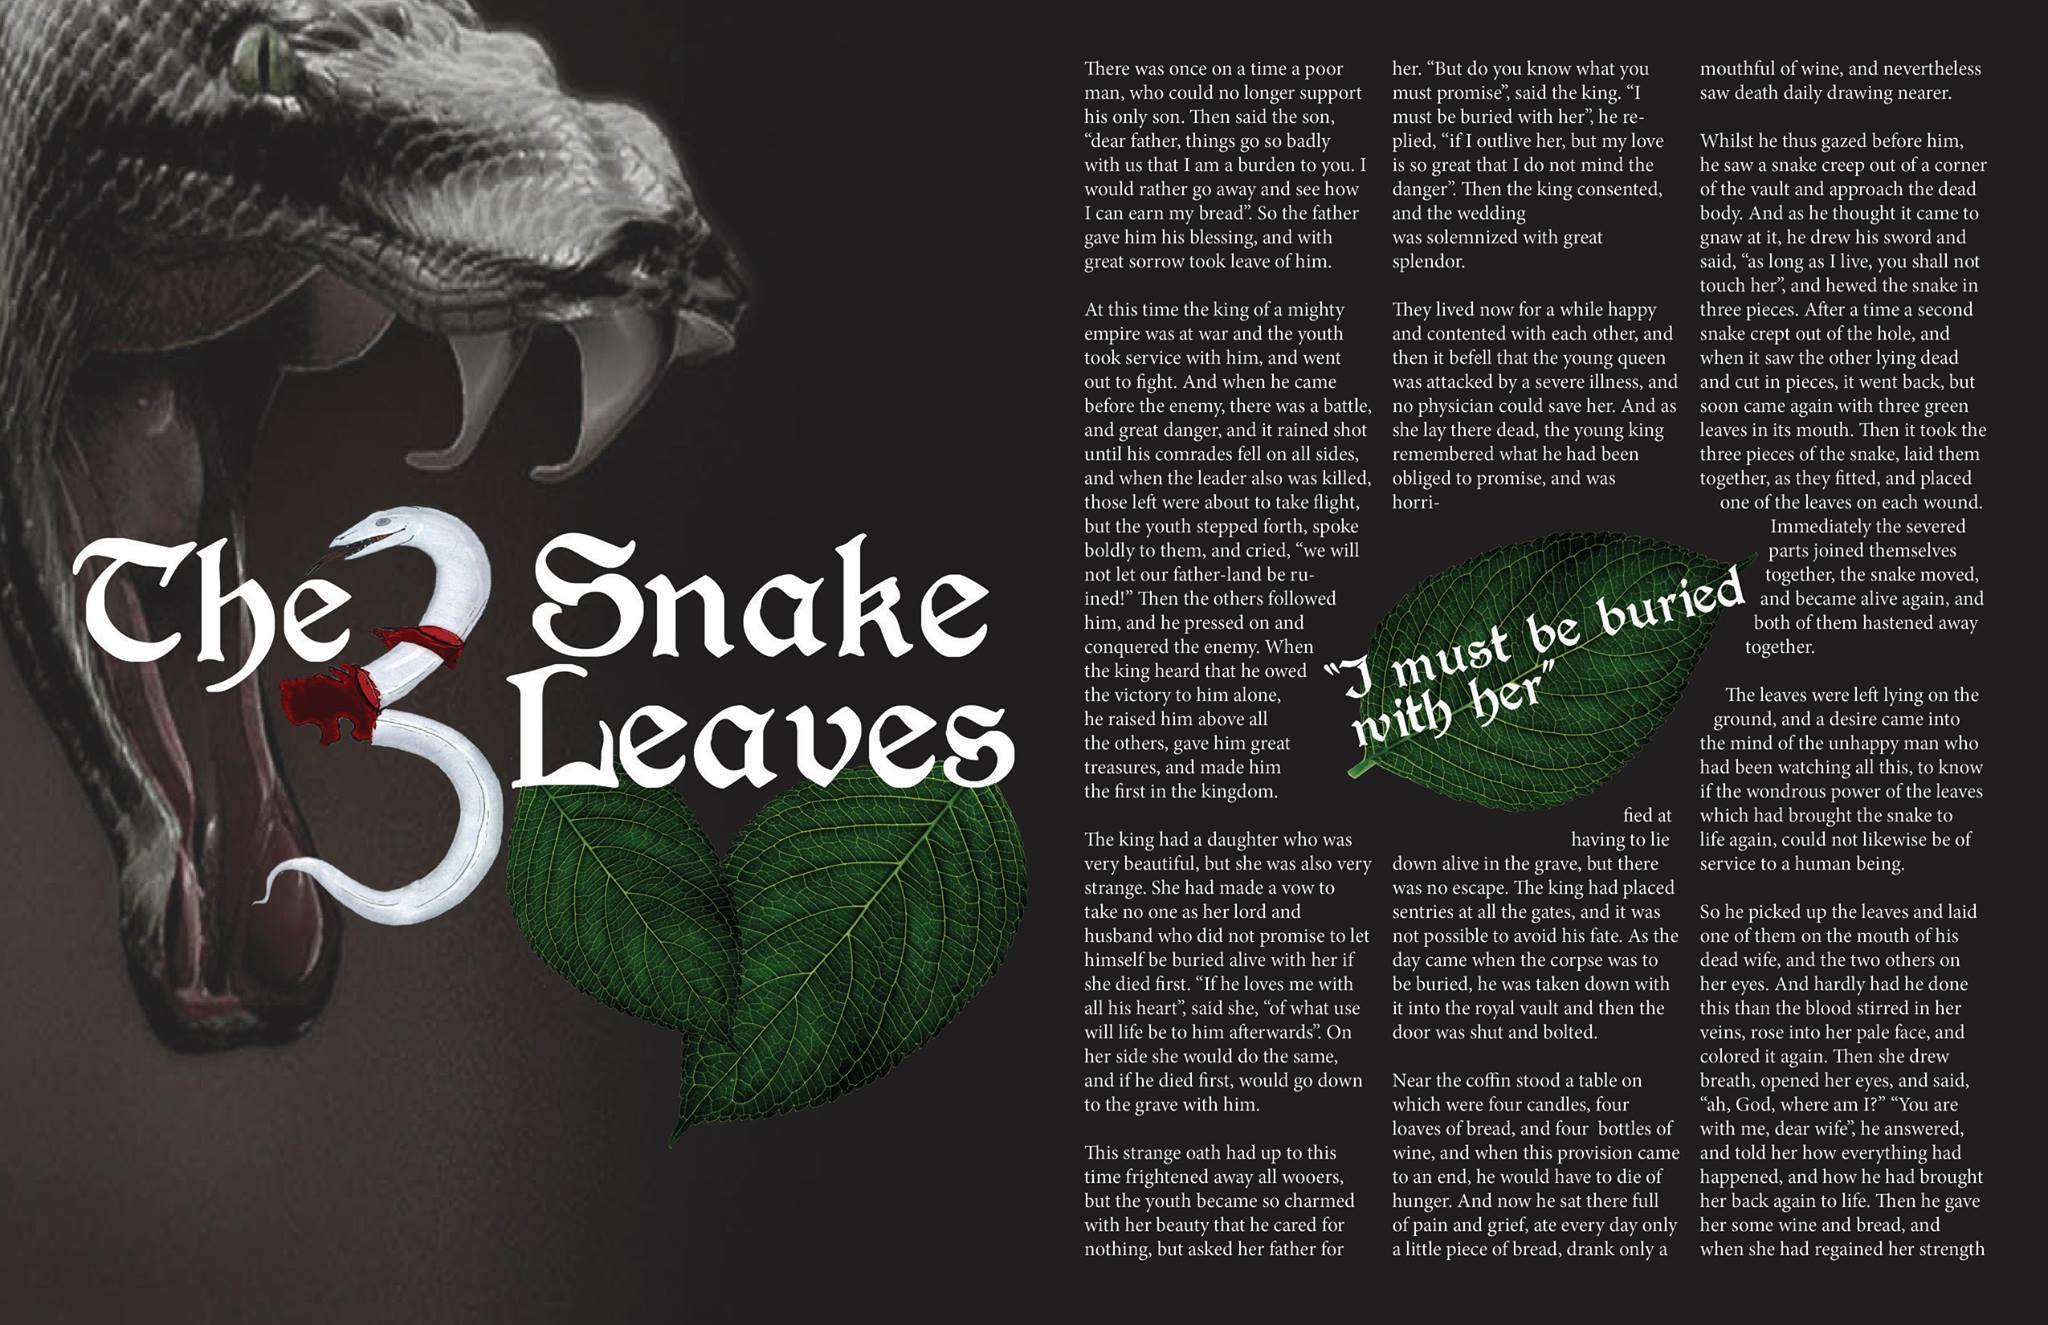 The 3 Snake
Leaves
There was once on a time a poor
man, who could no longer support
his only son. Then said the son,
“dear father, things go so badly
with us that I am a burden to you. I
would rather go away and see how
I can earn my bread”. So the father
gave him his blessing, and with
great sorrow took leave of him.
At this time the king of a mighty
empire was at war and the youth
took service with him, and went
out to fight. And when he came
before the enemy, there was a battle,
and great danger, and it rained shot
until his comrades fell on all sides,
and when the leader also was killed,
those left were about to take flight,
but the youth stepped forth, spoke
boldly to them, and cried, “we will
not let our father-land be ru-
ined!” Then the others followed
him, and he pressed on and
conquered the enemy. When
the king heard that he owed
the victory to him alone,
he raised him above all
the others, gave him great
treasures, and made him
the first in the kingdom.
The king had a daughter who was
very beautiful, but she was also very
strange. She had made a vow to
take no one as her lord and
husband who did not promise to let
himself be buried alive with her if
she died first. “If he loves me with
all his heart”, said she, “of what use
will life be to him afterwards”. On
her side she would do the same,
and if he died first, would go down
to the grave with him.
This strange oath had up to this
time frightened away all wooers,
but the youth became so charmed
with her beauty that he cared for
nothing, but asked her father for
her. “But do you know what you
must promise”, said the king. “I
must be buried with her”, he re-
plied, “if I outlive her, but my love
is so great that I do not mind the
danger”. Then the king consented,
and the wedding
was solemnized with great
splendor.
They lived now for a while happy
and contented with each other, and
then it befell that the young queen
was attacked by a severe illness, and
no physician could save her. And as
she lay there dead, the young king
remembered what he had been
obliged to promise, and was
horri-
“I must be buried
with her”
fied at
having to lie
down alive in the grave, but there
was no escape. The king had placed
sentries at all the gates, and it was
not possible to avoid his fate. As the
day came when the corpse was to
be buried, he was taken down with
it into the royal vault and then the
door was shut and bolted.
Near the coffin stood a table on
which were four candles, four
loaves of bread, and four bottles of
wine, and when this provision came
to an end, he would have to die of
hunger. And now he sat there full
of pain and grief, ate every day only
a little piece of bread, drank only a
mouthful of wine, and nevertheless
saw death daily drawing nearer.
Whilst he thus gazed before him,
he saw a snake creep out of a corner
of the vault and approach the dead
body. And as he thought it came to
gnaw at it, he drew his sword and
said, “as long as I live, you shall not
touch her”, and hewed the snake in
three pieces. After a time a second
snake crept out of the hole, and
when it saw the other lying dead
and cut in pieces, it went back, but
soon came again with three green
leaves in its mouth. Then it took the
three pieces of the snake, laid them
together, as they fitted, and placed
one of the leaves on each wound.
Immediately the severed
parts joined themselves
together, the snake moved,
and became alive again, and
both of them hastened away
together.
The leaves were left lying on the
ground, and a desire came into
the mind of the unhappy man who
had been watching all this, to know
if the wondrous power of the leaves
which had brought the snake to
life again, could not likewise be of
service to a human being.
So he picked up the leaves and laid
one of them on the mouth of his
dead wife, and the two others on
her eyes. And hardly had he done
this than the blood stirred in her
veins, rose into her pale face, and
colored it again. Then she drew
breath, opened her eyes, and said,
“ah, God, where am I?” “You are
with me, dear wife”, he answered,
and told her how everything had
happened, and how he had brought
her back again to life. Then he gave
her some wine and bread, and
when she had regained her strength